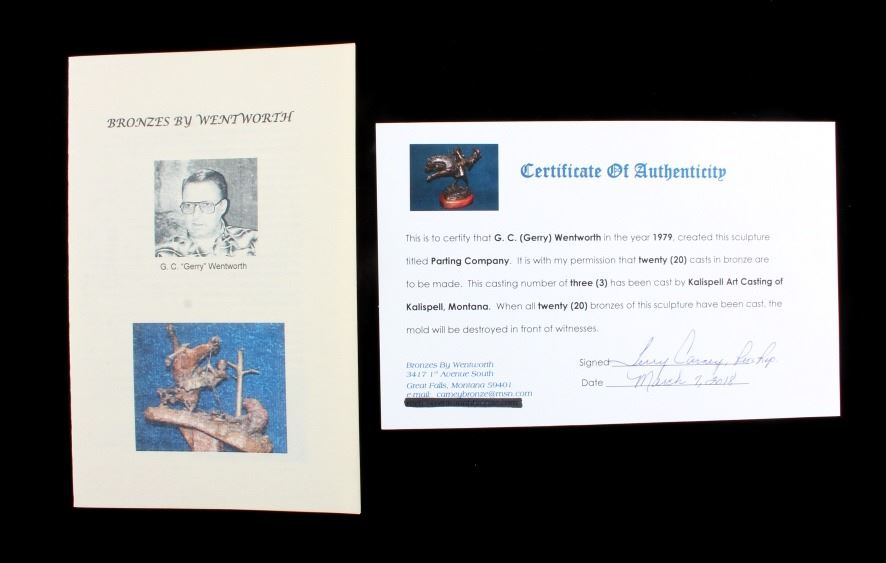 BRONZES BY WENTWORTH
G. C. "Gerry" Wentworth
Certificate Of Authenticity
This is to certify that G. C. (Gerry) Wentworth in the year 1979, created this sculpture
titled Parting Company. It is with my permission that twenty (20) casts in bronze are
to be made. This casting number of three (3) has been cast by Kalispell Art Casting of
Kalispell, Montana. When all twenty (20) bronzes of this sculpture have been cast, the
mold will be destroyed in front of witnesses.
Bronzes By Wentworth
3417 1st Avenue South
Great Falls, Montana 59401
e mail: carneybronze@msn.com
Signed
Date March 7, 2018